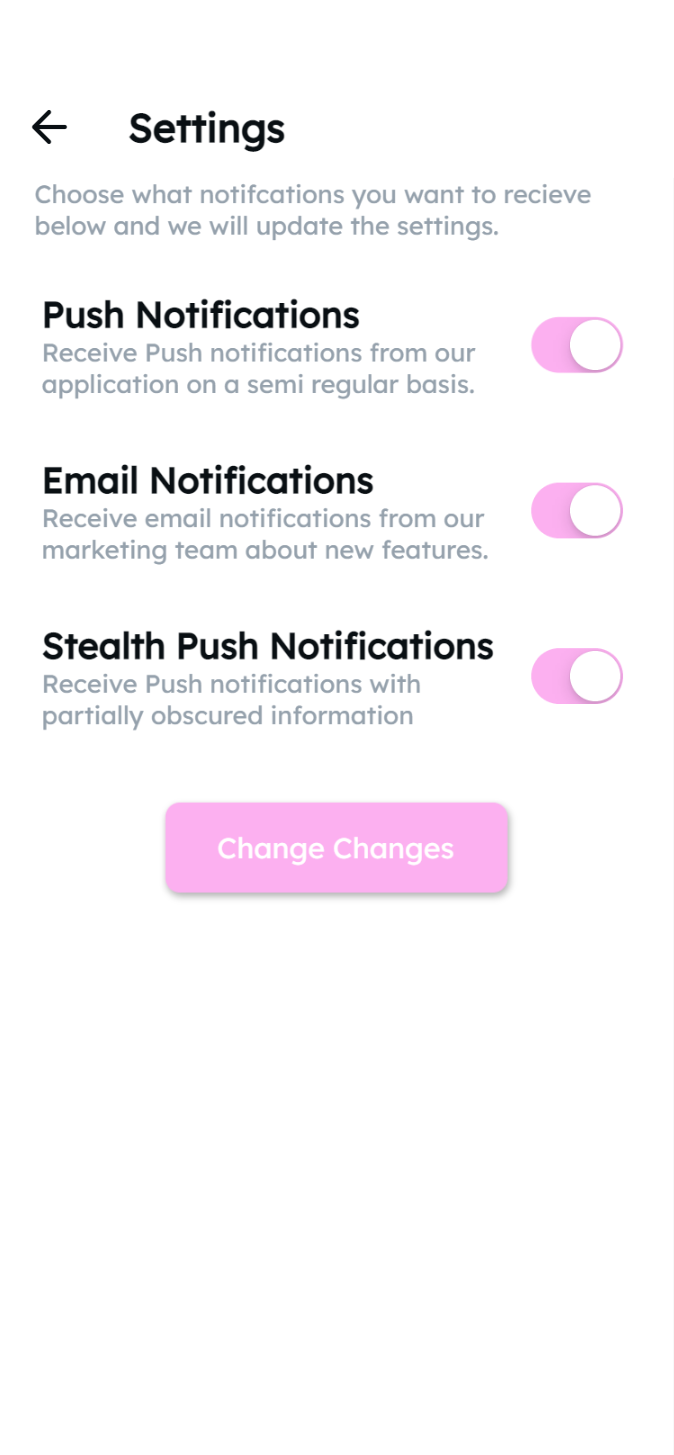 Settings
Choose what notifcations you want to recieve
below and we will update the settings.
Push Notifications
Receive Push notifications from our
application on a semi regular basis.
Email Notifications
Receive email notifications from our
marketing team about new features.
Stealth Push Notifications
Receive Push notifications with
partially obscured information
Change Changes